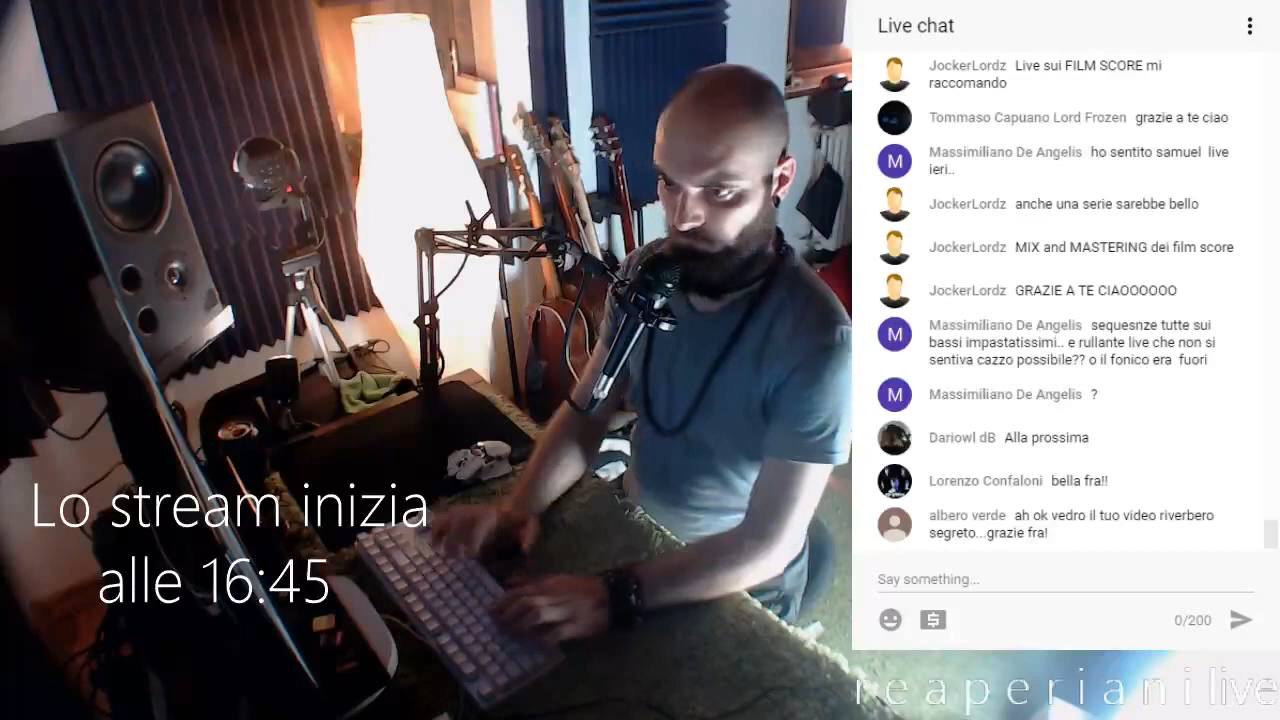 Live chat
JockerLordz Live sui FILM SCORE mi
raccomando
Tommaso Capuano Lord Frozen grazie a te ciao
M Massimiliano De Angelis ho sentito samuel live
ieri..
JockerLordz anche una serie sarebbe bello
JockerLordz MIX and MASTERING dei film score
JockerLordz GRAZIE A TE CIAOOOOOO
M Massimiliano De Angelis sequesnze tutte sui
bassi impastatissimi.. e rullante live che non si
sentiva cazzo possibile?? o il fonico era fuori
M Massimiliano De Angelis ?
Dariowl dB Alla prossima
Lorenzo Confaloni bella fra!!
albero verde ah ok vedro il tuo video riverbero
segreto...grazie fra!
Say something...
0/200
Lo stream inizia
alle 16:45
reaperiani live